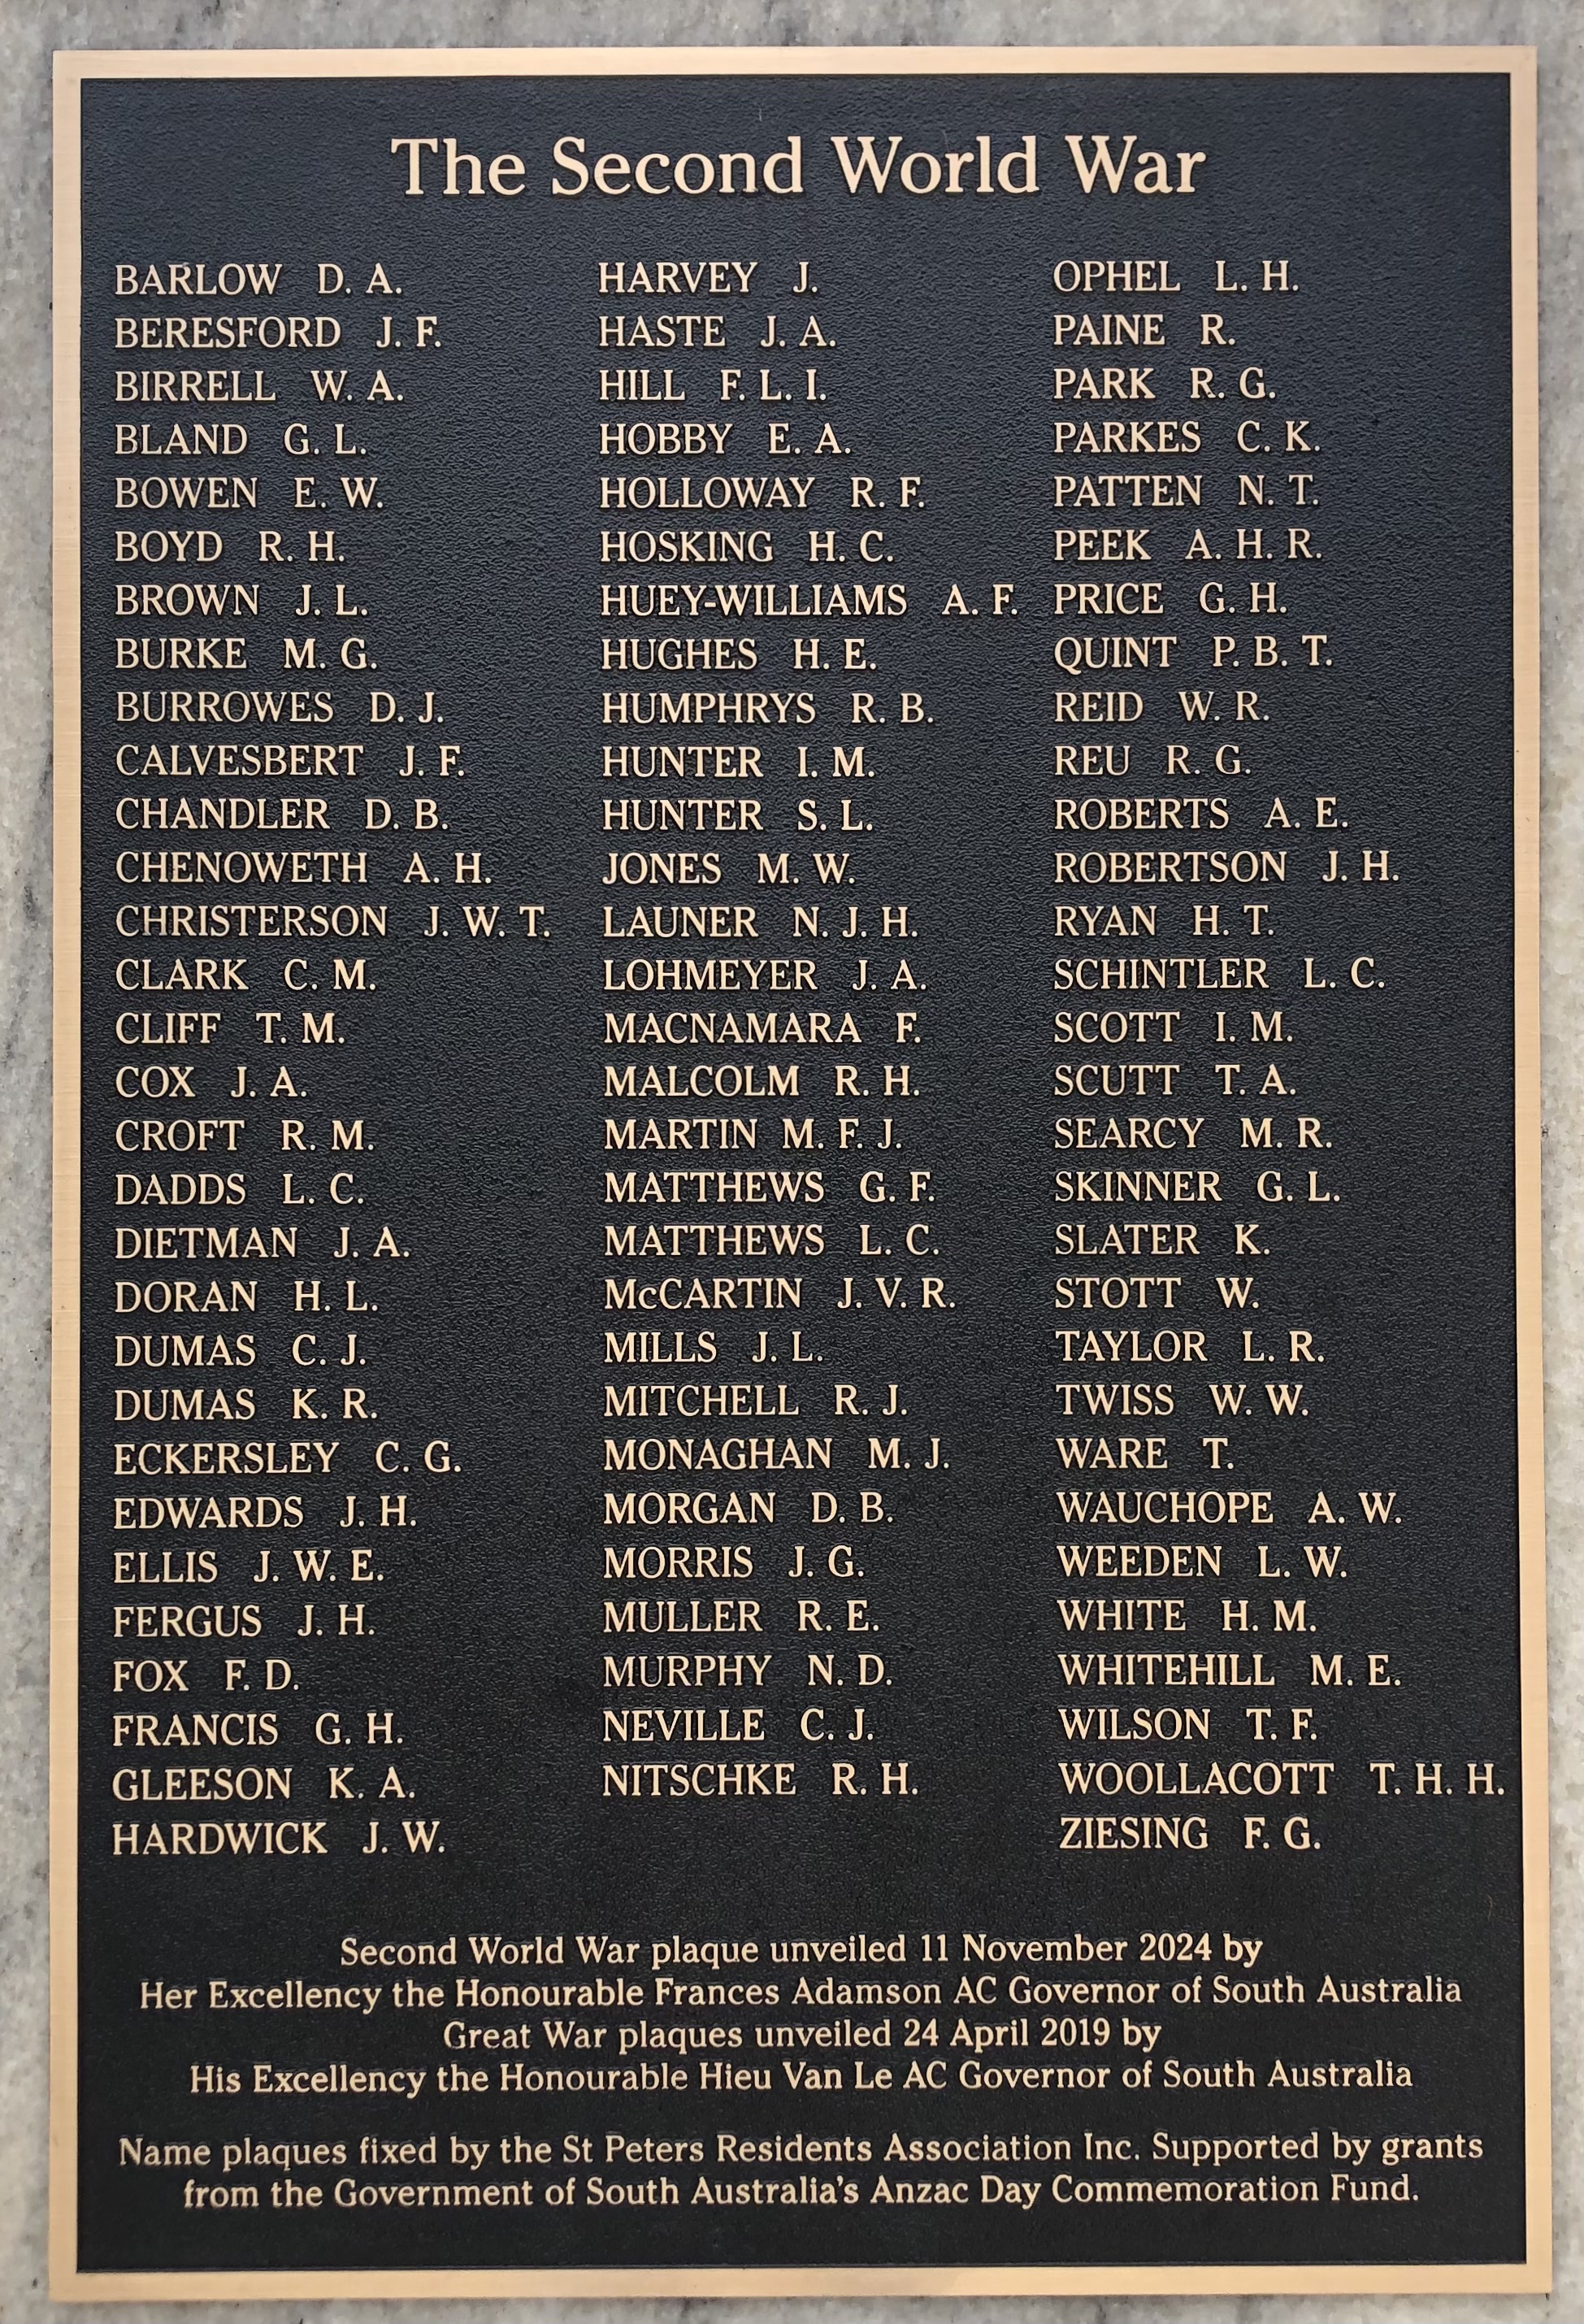 The Second World War
BARLOW D. A.
BERESFORD J. F.
BIRRELL W. A.
BLAND G. L.
BOWEN E. W.
BOYD R. H.
BROWN J. L.
BURKE M. G.
BURROWES D. J.
CALVESBERT J. F.
CHANDLER D. B.
CHENOWETH A. H.
CHRISTERSON J. W. T.
CLARK C. M.
CLIFF T. M.
COX J. A.
CROFT R. M.
DADDS L. C.
DIETMAN J. A.
DORAN H. L.
DUMAS C. J.
DUMAS K. R.
ECKERSLEY C. G.
EDWARDS J. H.
ELLIS J. W. E.
FERGUS J. H.
FOX F. D.
FRANCIS G. H.
GLEESON K. A.
HARDWICK J. W.
HARVEY J.
HASTE J. A.
HILL F. L. I.
HOBBY E. A.
HOLLOWAY R. F.
HOSKING H. C.
HUEY-WILLIAMS A. F.
HUGHES H. E.
HUMPHRYS R. B.
HUNTER I. M.
HUNTER S. L.
JONES M. W.
LAUNER N. J. H.
LOHMEYER J. A.
MACNAMARA F.
MALCOLM R. H.
MARTIN M. F. J.
MATTHEWS G. F.
MATTHEWS L. C.
McCARTIN J. V. R.
MILLS J. L.
MITCHELL R. J.
MONAGHAN M. J.
MORGAN D. B.
MORRIS J. G.
MULLER R. E.
MURPHY N. D.
NEVILLE C. J.
NITSCHKE R. H.
OPHEL L. H.
PAINE R.
PARK R. G.
PARKES C. K.
PATTEN N. T.
PEEK A. H. R.
PRICE G. H.
QUINT P. B. T.
REID W. R.
REU R. G.
ROBERTS A. E.
ROBERTSON J. H.
RYAN H. T.
SCHINTLER L. C.
SCOTT I. M.
SCUTT T. A.
SEARCY M. R.
SKINNER G. L.
SLATER K.
STOTT W.
TAYLOR L. R.
TWISS W. W.
WARE T.
WAUCHOPE A. W.
WEEDEN L. W.
WHITE H. M.
WHITEHILL M. E.
WILSON T. F.
WOOLLACOTT T. H. H.
ZIESING F. G.
Second World War plaque unveiled 11 November 2024 by
Her Excellency the Honourable Frances Adamson AC Governor of South Australia
Great War plaques unveiled 24 April 2019 by
His Excellency the Honourable Hieu Van Le AC Governor of South Australia
Name plaques fixed by the St Peters Residents Association Inc. Supported by grants
from the Government of South Australia's Anzac Day Commemoration Fund.